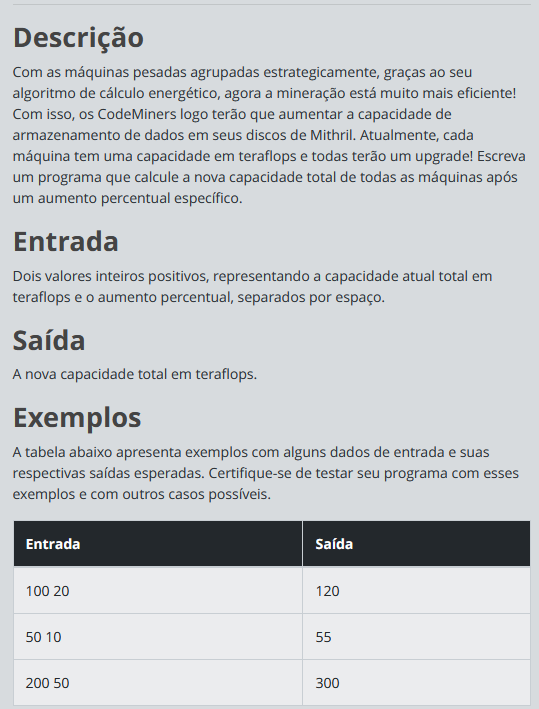 Descrição
Com as máquinas pesadas agrupadas estrategicamente, graças ao seu
algoritmo de cálculo energético, agora a mineração está muito mais eficiente!
Com isso, os CodeMiners logo terão que aumentar a capacidade de
armazenamento de dados em seus discos de Mithril. Atualmente, cada
máquina tem uma capacidade em teraflops e todas terão um upgrade! Escreva
um programa que calcule a nova capacidade total de todas as máquinas após
um aumento percentual específico.
Entrada
Dois valores inteiros positivos, representando a capacidade atual total em
teraflops e o aumento percentual, separados por espaço.
Saída
A nova capacidade total em teraflops.
Exemplos
A tabela abaixo apresenta exemplos com alguns dados de entrada e suas
respectivas saídas esperadas. Certifique-se de testar seu programa com esses
exemplos e com outros casos possíveis.
Entrada Saída
100 20 120
50 10 55
200 50 300